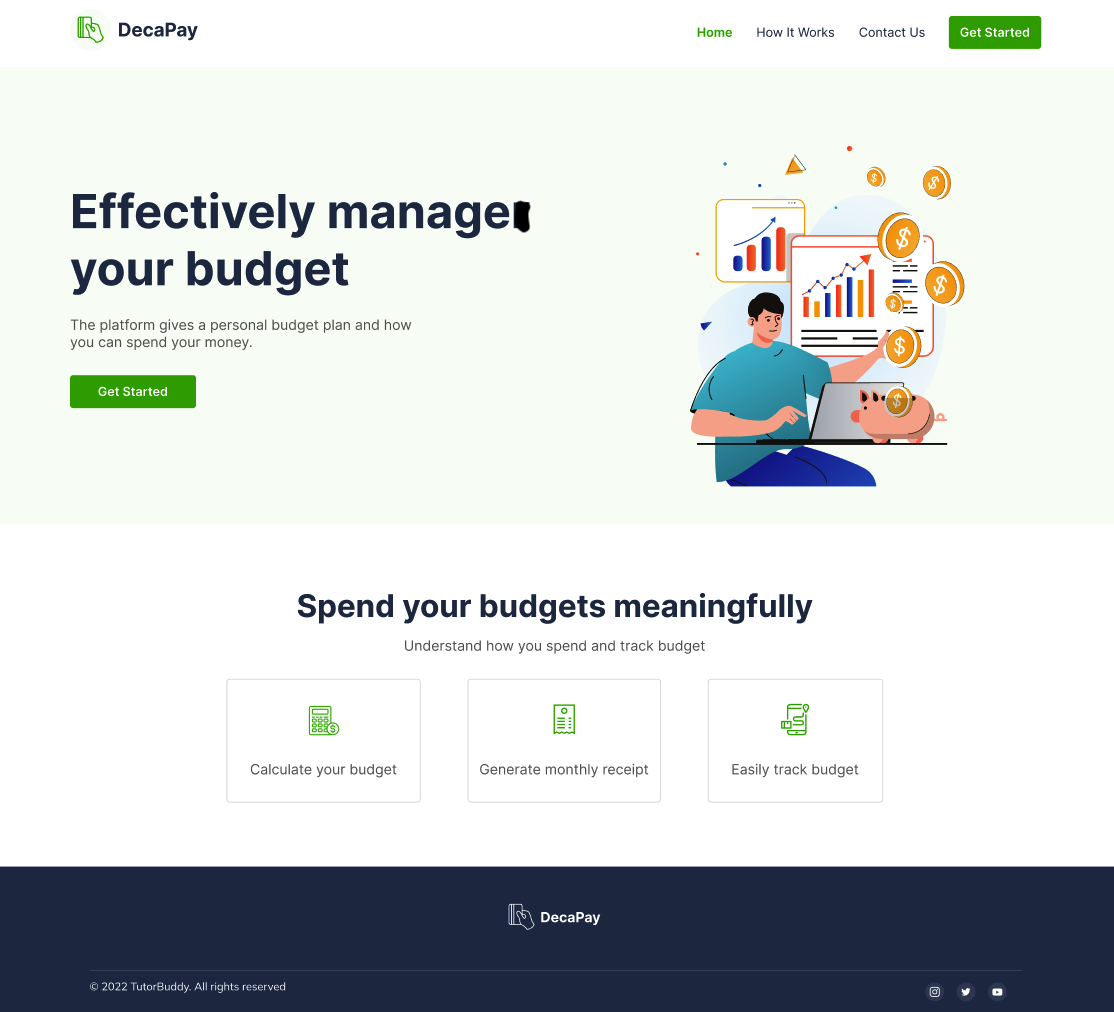 DecaPay
Home
How It Works
Contact Us
Get Started
Effectively manage
your budget
The platform gives a personal budget plan and how
you can spend your money.
Get Started
Spend your budgets meaningfully
Understand how you spend and track budget
Calculate your budget
Generate monthly receipt
Easily track budget
DecaPay
© 2022 TutorBuddy. All rights reserved